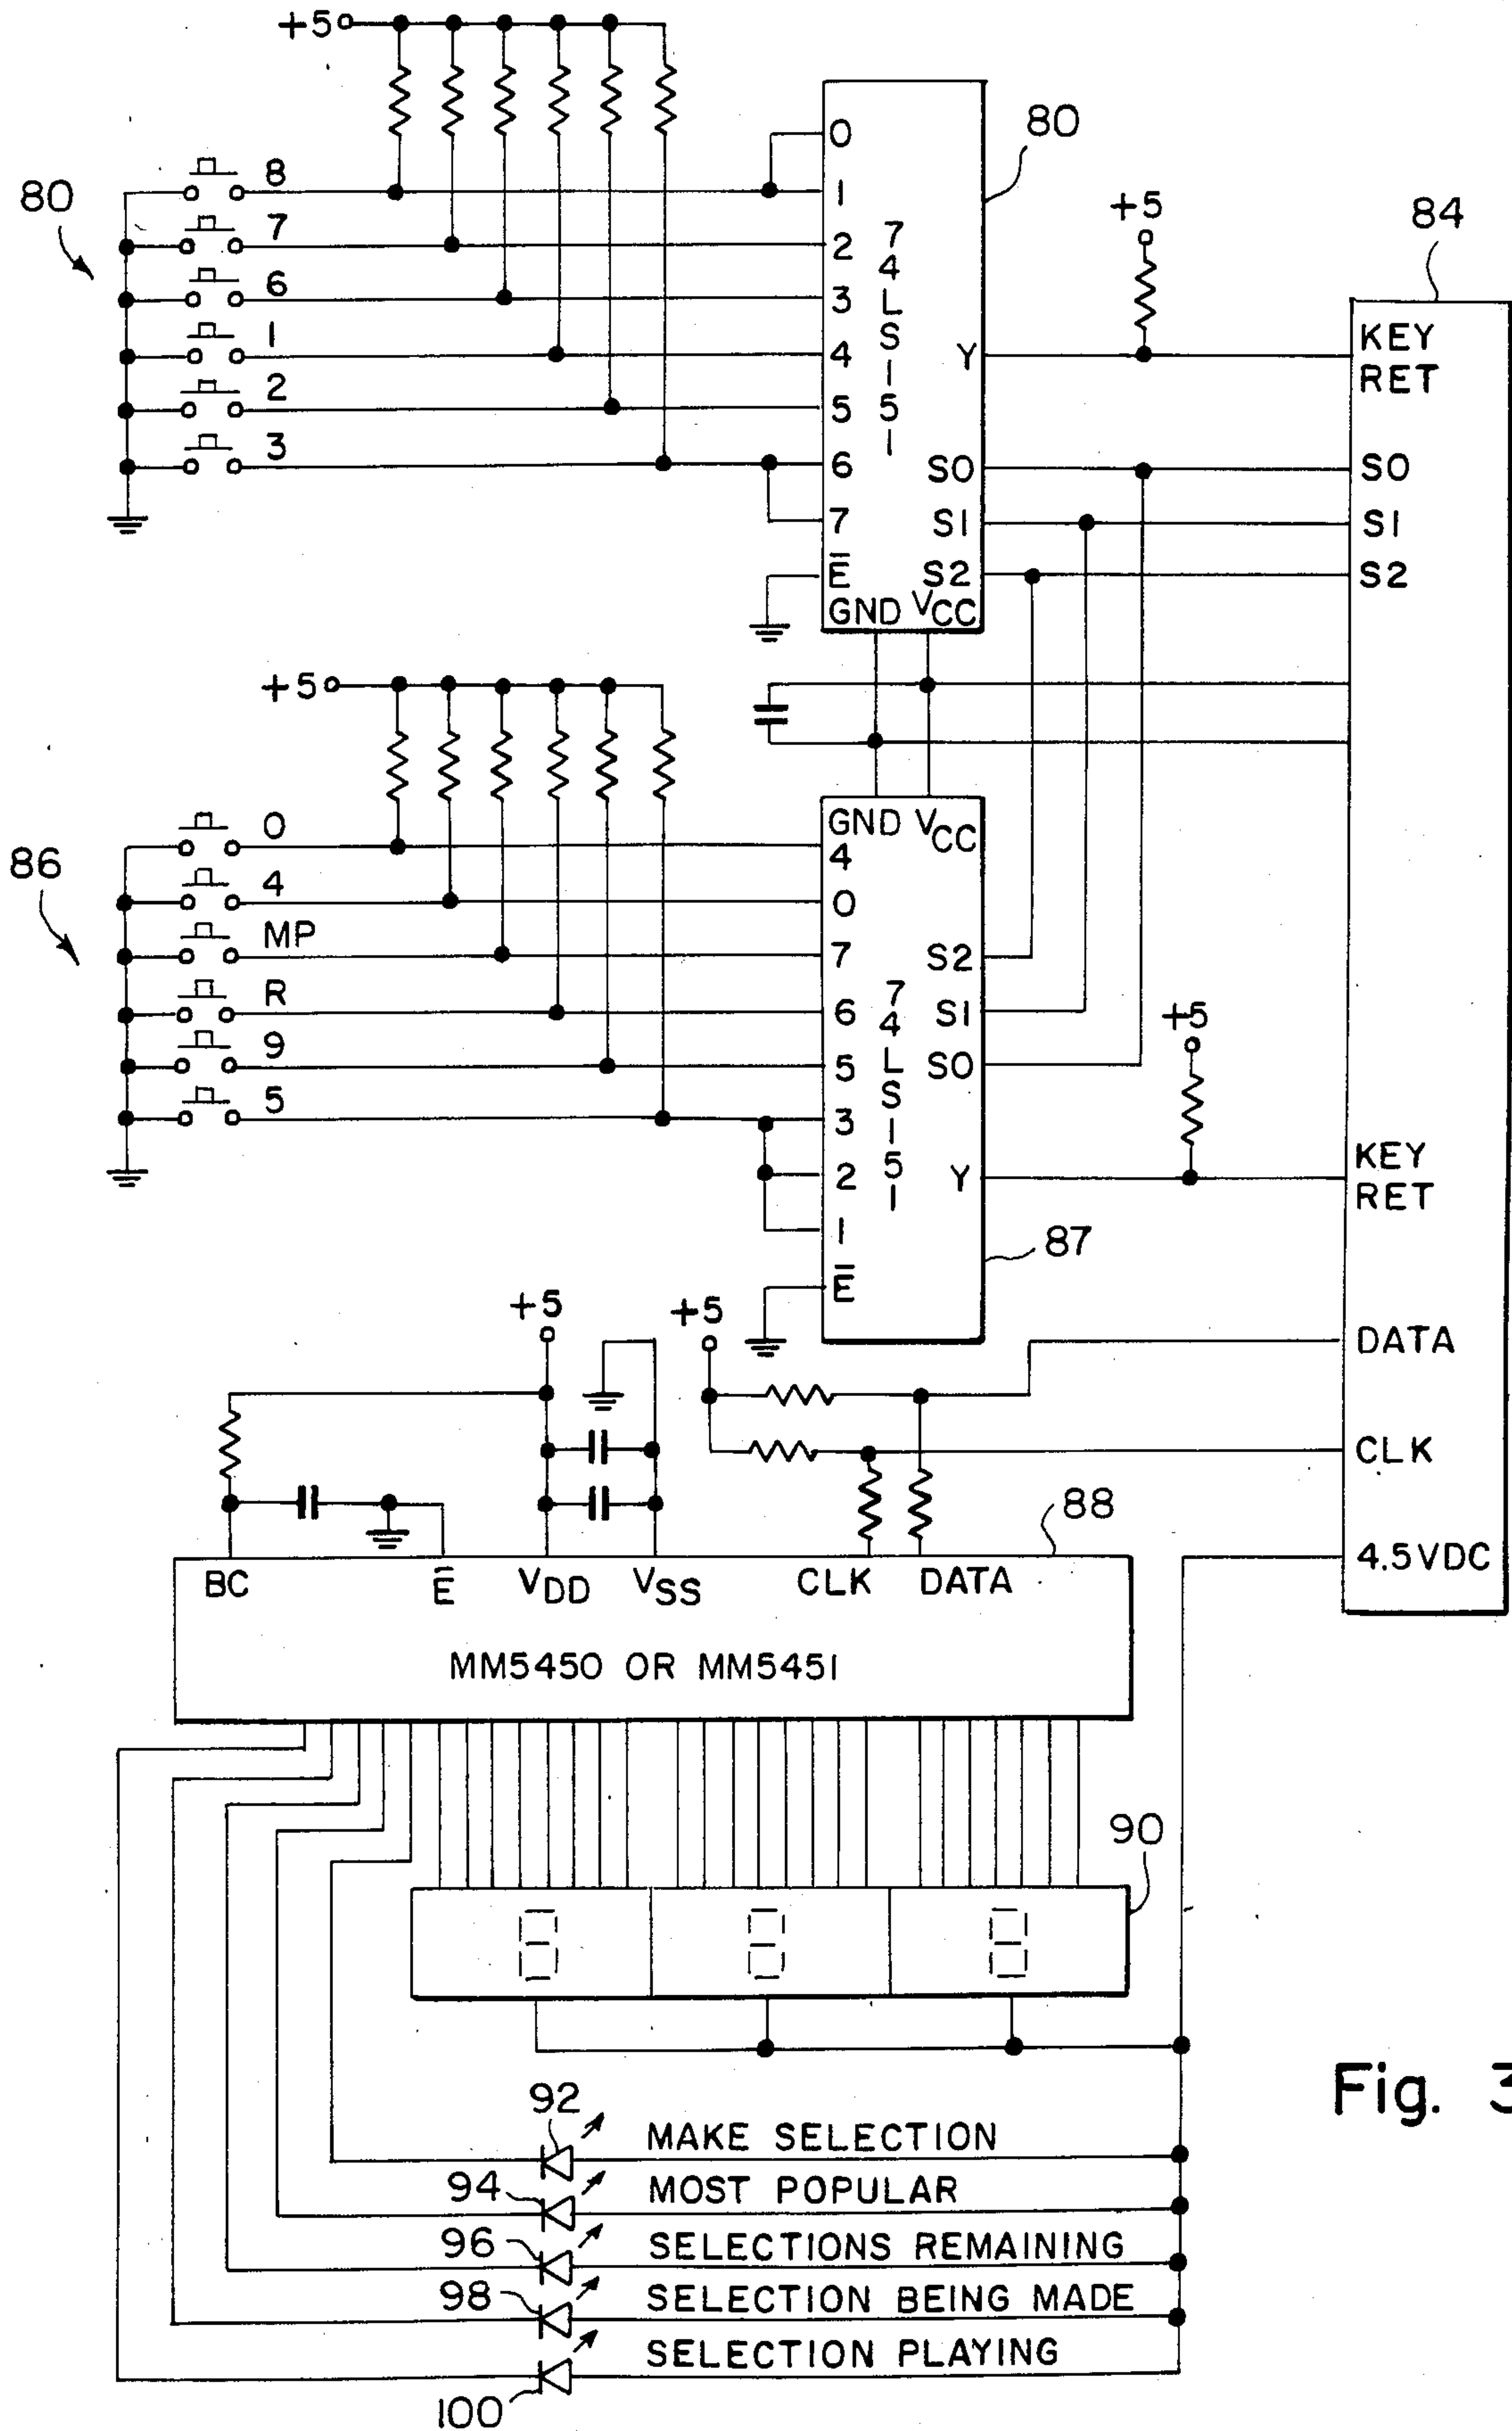 +5
80
8
7
6
1
2
3
0
1
2
3
4
5
6
7
E̅
GND VCC
74LS151
Y
S0
S1
S2
80
+5
84
KEY
RET
S0
S1
S2
+5
86
0
4
MP
R
9
5
GND VCC
4
0
7
6
5
3
2
1
E̅
74LS151
S2
S1
S0
Y
87
+5
KEY
RET
DATA
CLK
4.5VDC
+5
+5
88
BC E̅ VDD VSS CLK DATA
MM5450 OR MM5451
90
8 8 8
92 MAKE SELECTION
94 MOST POPULAR
96 SELECTIONS REMAINING
98 SELECTION BEING MADE
100 SELECTION PLAYING
Fig. 3